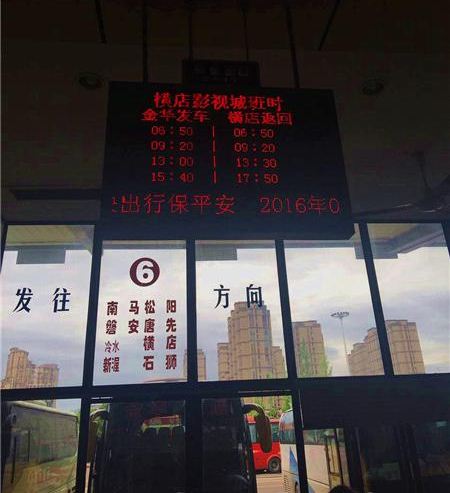 横店影视城班时
金华发车 横店返回
06:50 | 06:50
09:20 | 09:20
13:00 | 13:30
15:40 | 17:50
出行保平安 2016年0
发往 6 方向
南马 松阳
磐安 唐先
冷水 横店
新渥 石狮